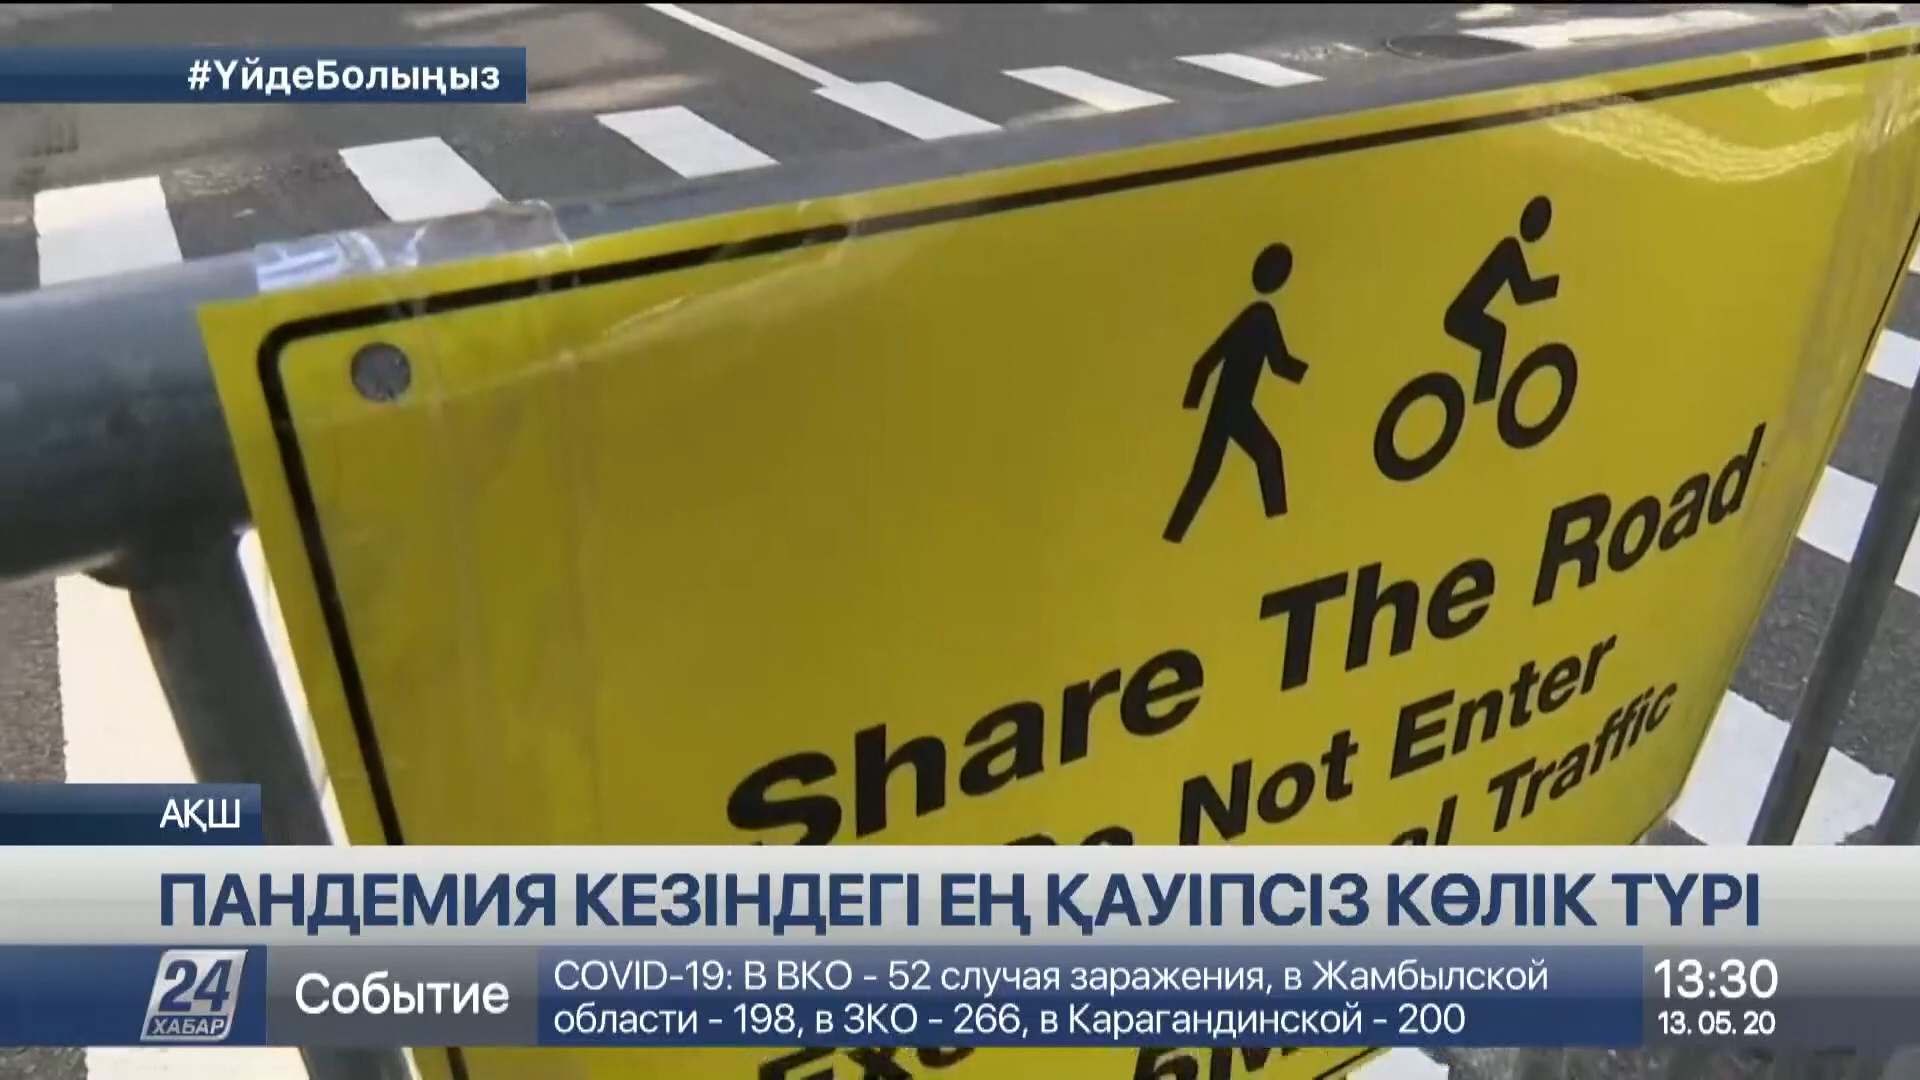 #ҮйдеБолыңыз
Share The Road
Not Enter
Traffic
АҚШ
ПАНДЕМИЯ КЕЗІНДЕГІ ЕҢ ҚАУІПСІЗ КӨЛІК ТҮРІ
24
ХАБАР
Событие
COVID-19: В ВКО - 52 случая заражения, в Жамбылской
области - 198, в ЗКО - 266, в Карагандинской - 200
13:30
13. 05. 20